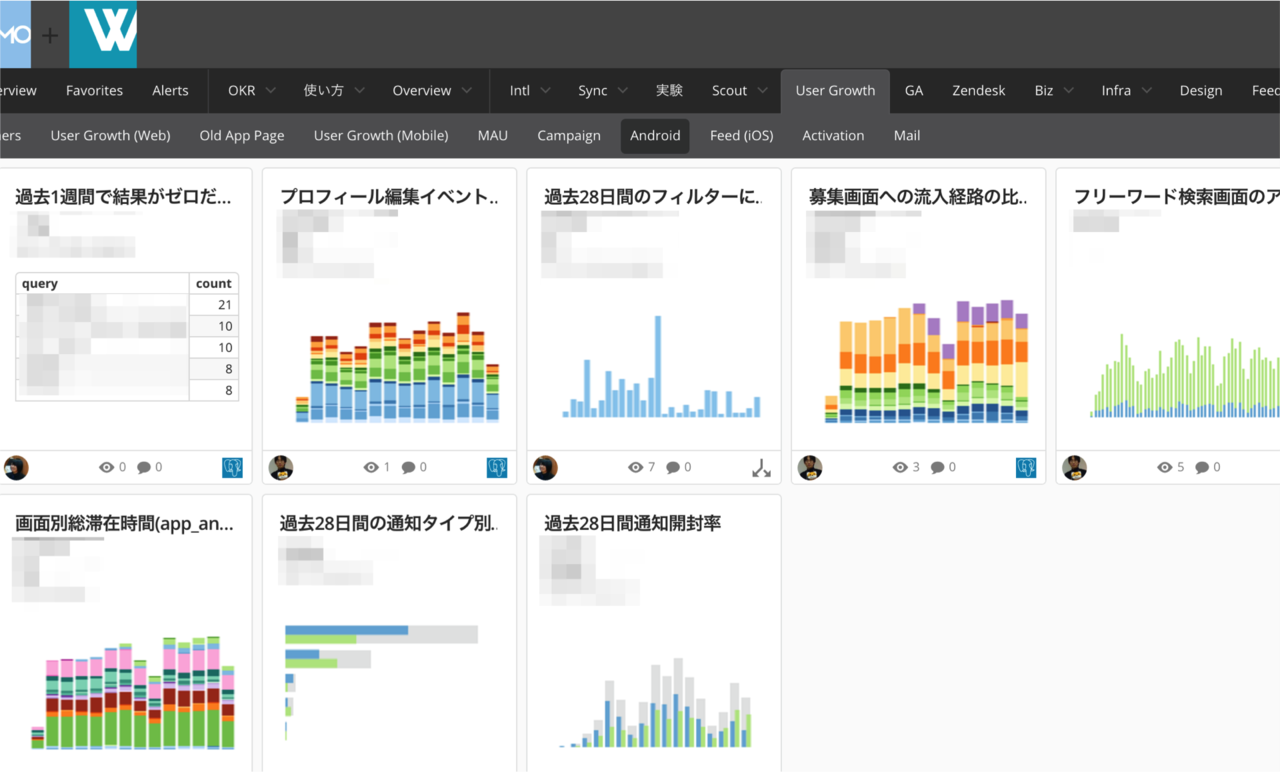 MO + W
erview Favorites Alerts OKR 使い方 Overview Intl Sync 実験 Scout User Growth GA Zendesk Biz Infra Design Feed
ers User Growth (Web) Old App Page User Growth (Mobile) MAU Campaign Android Feed (iOS) Activation Mail
過去1週間で結果がゼロだ...
query count
21
10
10
8
8
0 0
プロフィール編集イベント..
1 0
過去28日間のフィルターに..
7 0
募集画面への流入経路の比..
3 0
フリーワード検索画面のア
5 0
画面別総滞在時間(app_an...
過去28日間の通知タイプ別..
過去28日間通知開封率